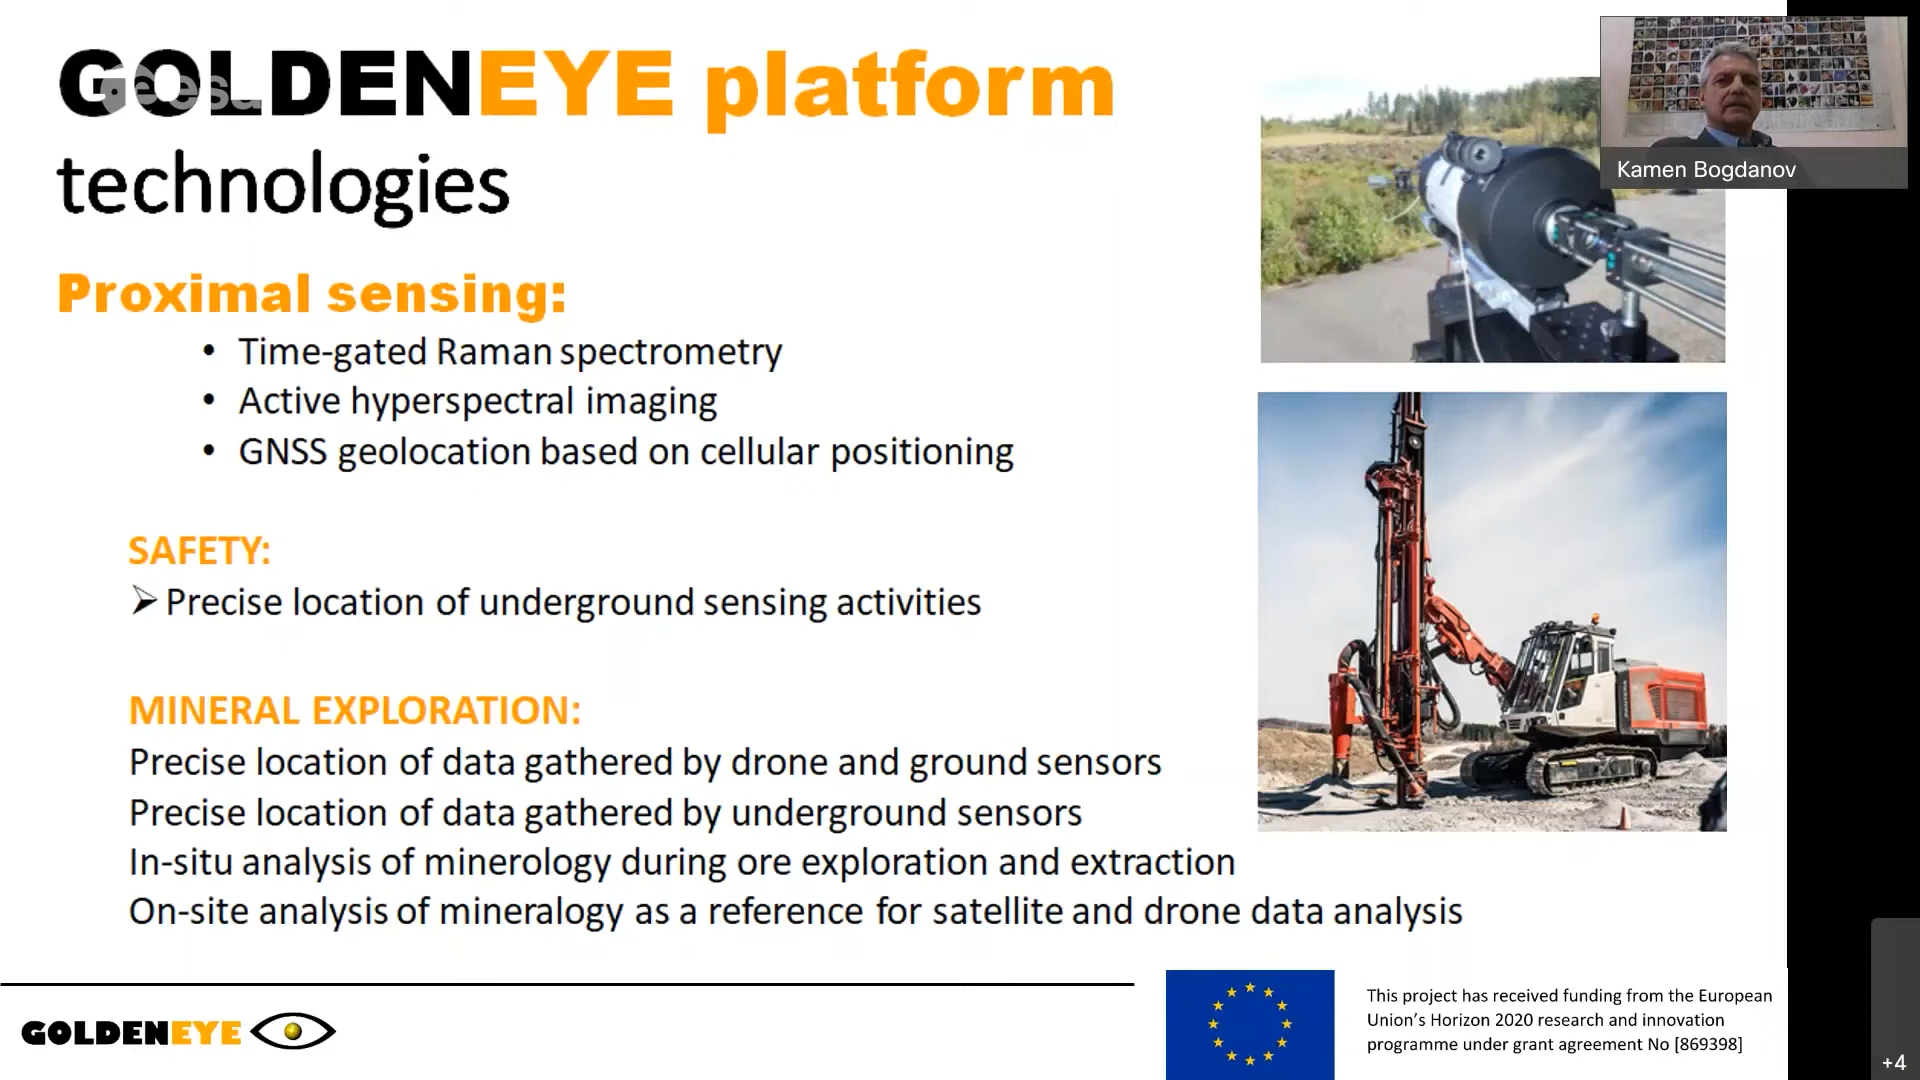 GOLDENEYE platform
technologies
esa
Kamen Bogdanov
Proximal sensing:
• Time-gated Raman spectrometry
• Active hyperspectral imaging
• GNSS geolocation based on cellular positioning
SAFETY:
➢ Precise location of underground sensing activities
MINERAL EXPLORATION:
Precise location of data gathered by drone and ground sensors
Precise location of data gathered by underground sensors
In-situ analysis of minerology during ore exploration and extraction
On-site analysis of mineralogy as a reference for satellite and drone data analysis
GOLDENEYE
This project has received funding from the European
Union’s Horizon 2020 research and innovation
programme under grant agreement No [869398]
+4